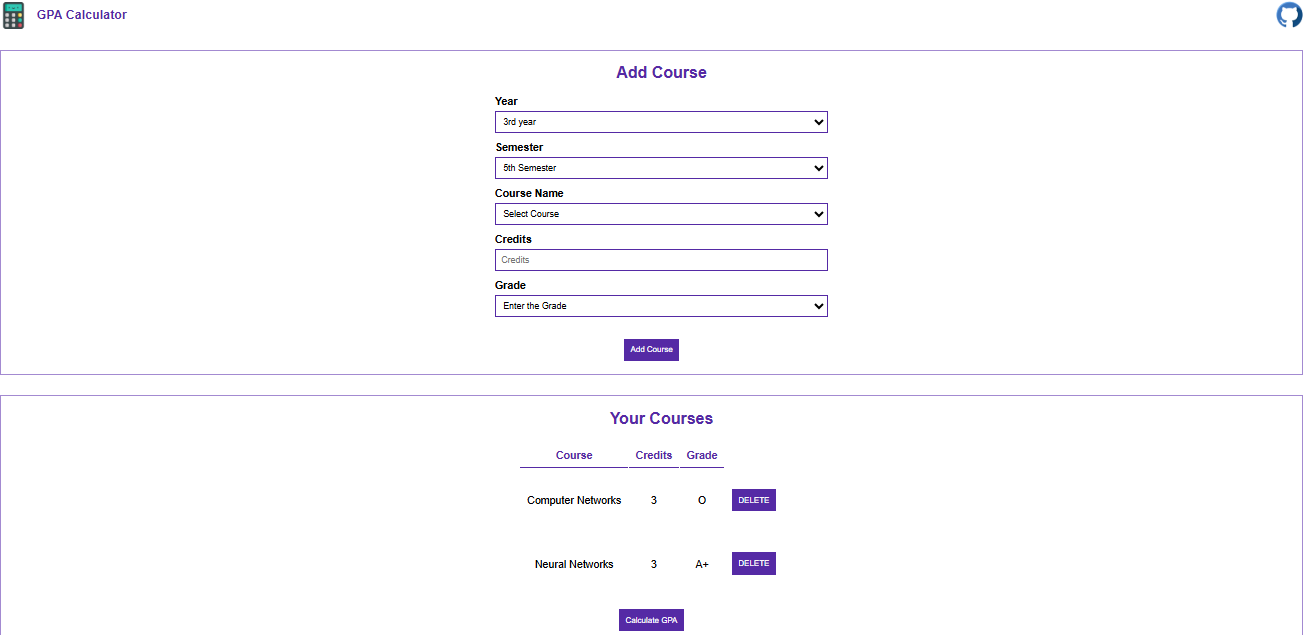 GPA Calculator
Add Course
Year
3rd year
Semester
5th Semester
Course Name
Select Course
Credits
Credits
Grade
Enter the Grade
Add Course
Your Courses
Course Credits Grade
Computer Networks 3 O DELETE
Neural Networks 3 A+ DELETE
Calculate GPA